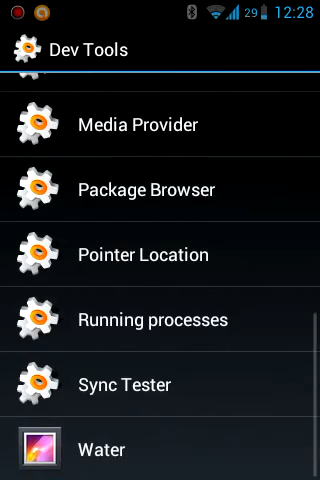 29 12:28
Dev Tools
Media Provider
Package Browser
Pointer Location
Running processes
Sync Tester
Water